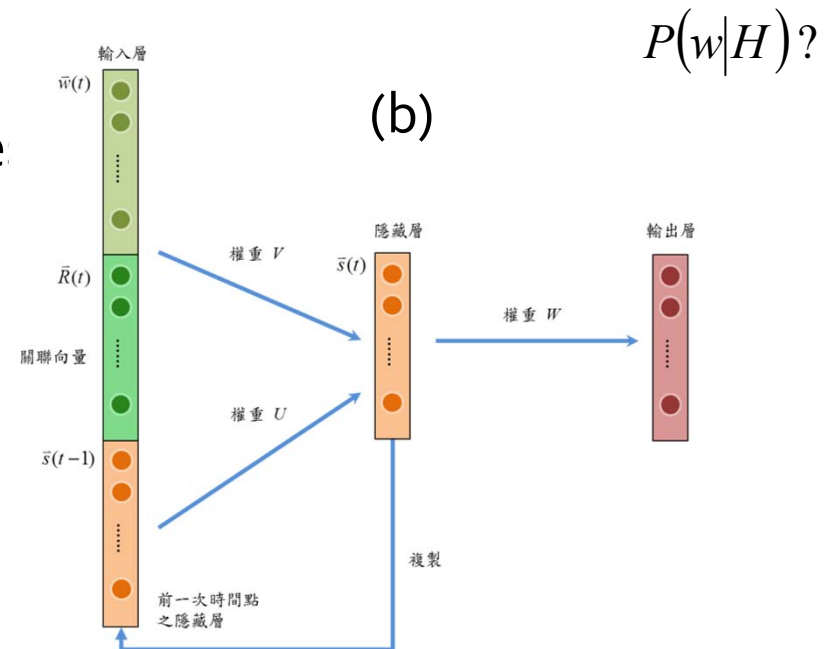 P(w|H)?
輸入層
w⃗(t)
(b)
權重 V
隱藏層
輸出層
R⃗(t)
s⃗(t)
權重 W
關聯向量
權重 U
s⃗(t−1)
複製
前一次時間點
之隱藏層